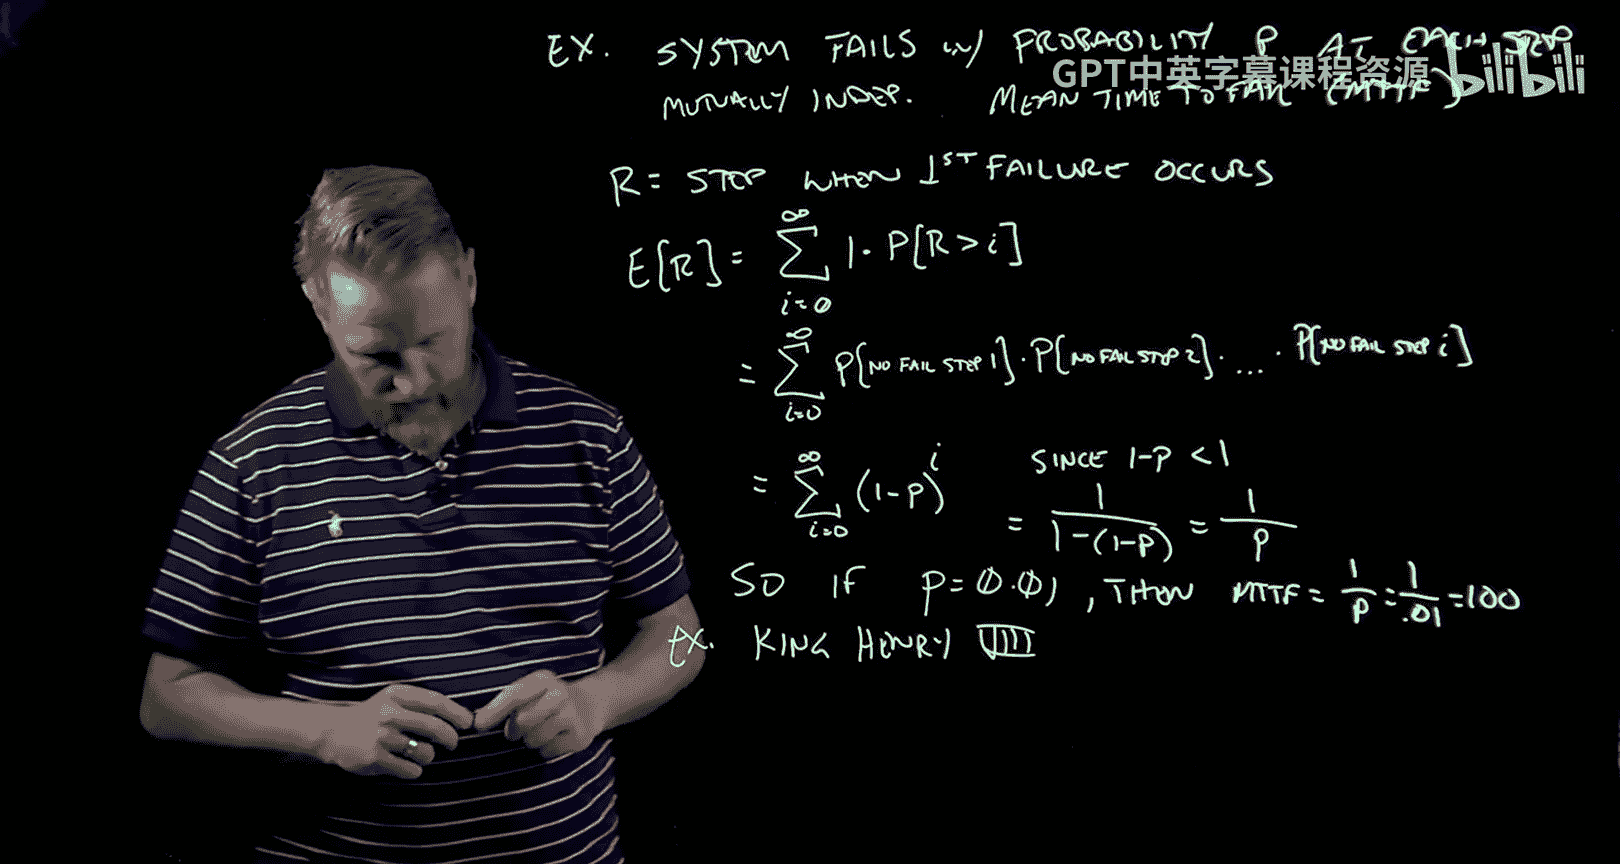 EX. SYSTEM FAILS W/ PROBABILITY P AT EACH STEP
GPT中英字幕课程资源 bilibili
MUTUALLY INDEP. MEAN TIME TO FAIL (MTTF)
R = STEP WHEN 1ST FAILURE OCCURS
E[R] = ∑_{i=0}^{∞} 1 · P[R > i]
= ∑_{i=0}^{∞} P[NO FAIL STEP 1] · P[NO FAIL STEP 2] · ... · P[NO FAIL STEP i]
= ∑_{i=0}^{∞} (1-P)^i SINCE 1-P < 1
= 1/(1-(1-P)) = 1/P
SO IF P = 0.01, THEN MTTF = 1/P = 1/.01 = 100
EX. KING HENRY VIII